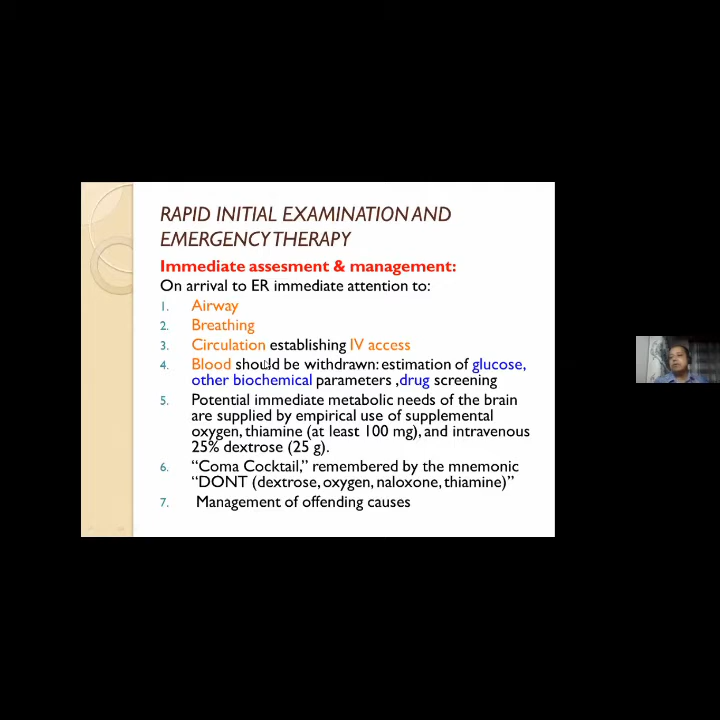 RAPID INITIAL EXAMINATION AND
EMERGENCY THERAPY
Immediate assesment & management:
On arrival to ER immediate attention to:
1. Airway
2. Breathing
3. Circulation establishing IV access
4. Blood should be withdrawn: estimation of glucose,
other biochemical parameters ,drug screening
5. Potential immediate metabolic needs of the brain
are supplied by empirical use of supplemental
oxygen, thiamine (at least 100 mg), and intravenous
25% dextrose (25 g).
6. “Coma Cocktail,” remembered by the mnemonic
“DONT (dextrose, oxygen, naloxone, thiamine)”
7. Management of offending causes